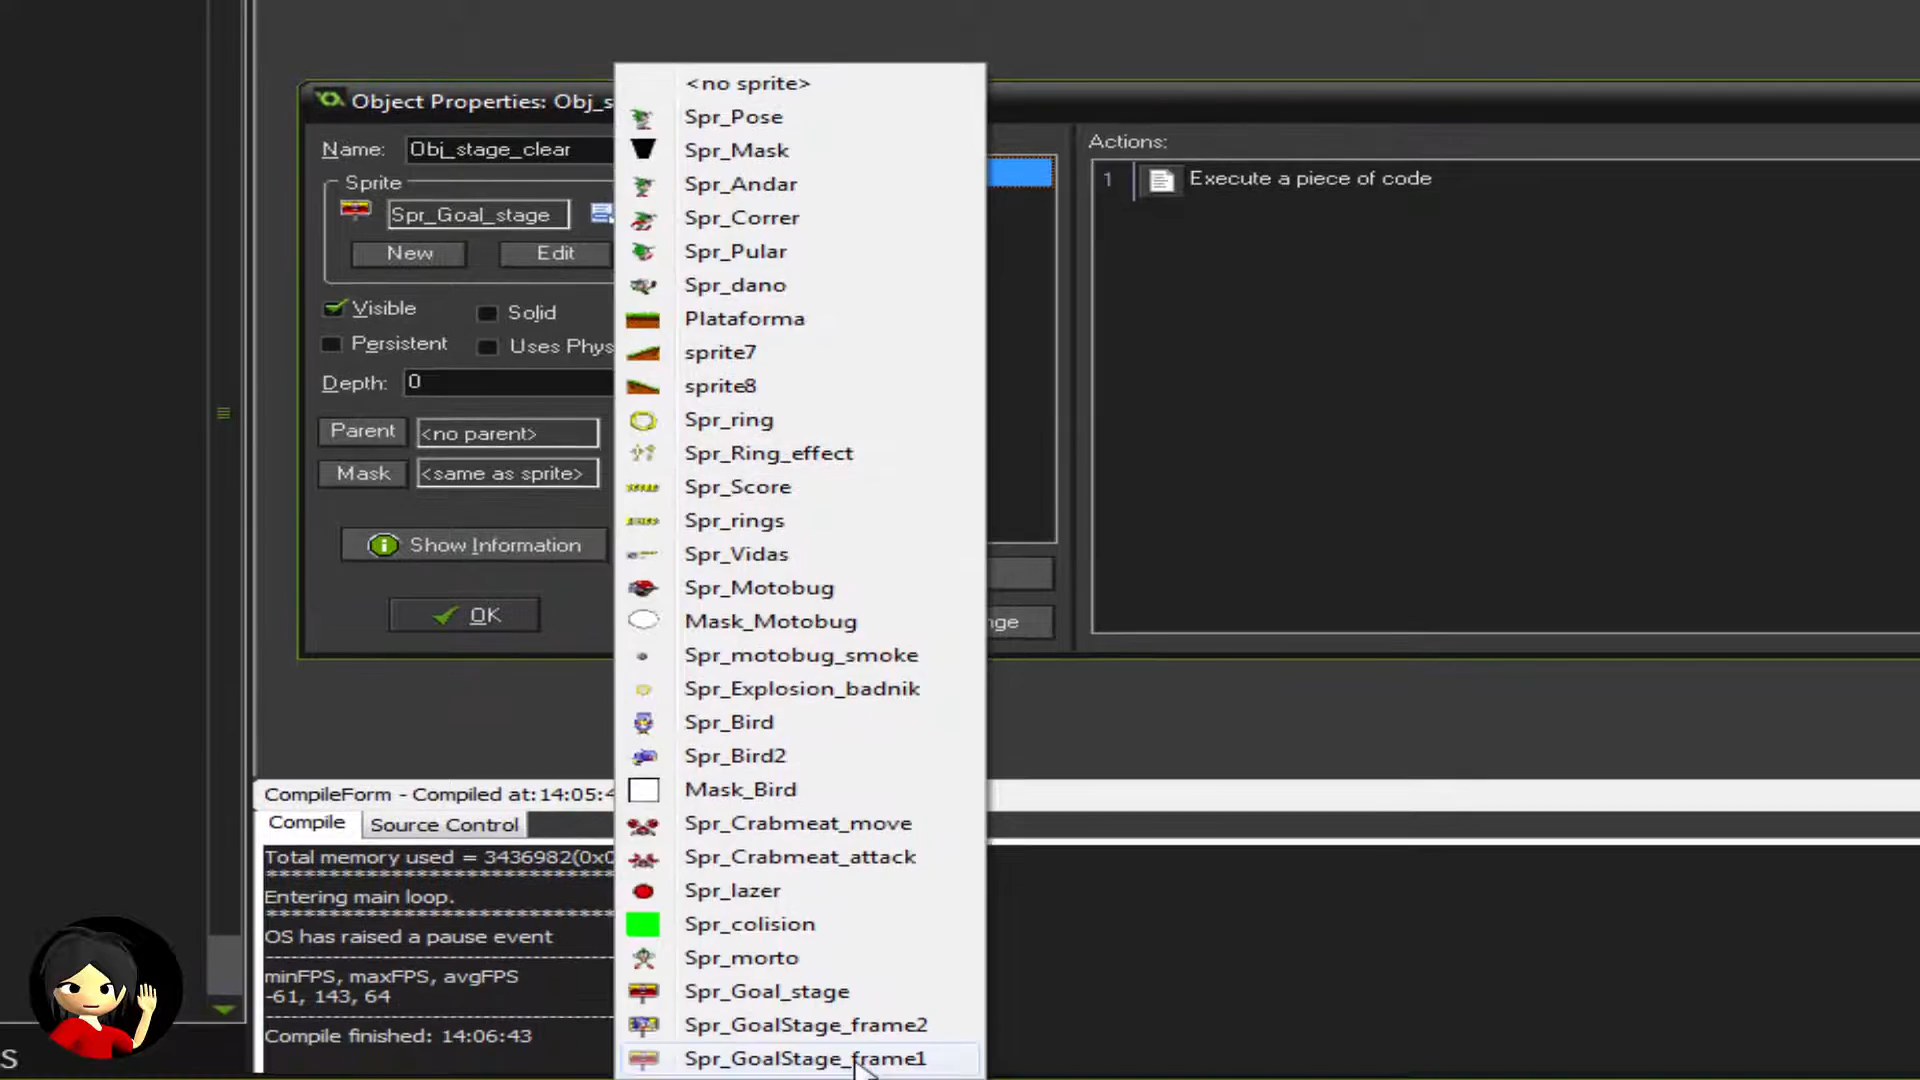 Object Properties: Obj_s
Name:
Obj_stage_clear
Sprite
Spr_Goal_stage
New
Edit
Visible
Solid
Persistent
Uses Phys
Depth:
0
Parent
<no parent>
Mask
<same as sprite>
Show Information
OK
<no sprite>
Spr_Pose
Spr_Mask
Spr_Andar
Spr_Correr
Spr_Pular
Spr_dano
Plataforma
sprite7
sprite8
Spr_ring
Spr_Ring_effect
Spr_Score
Spr_rings
Spr_Vidas
Spr_Motobug
Mask_Motobug
Spr_motobug_smoke
Spr_Explosion_badnik
Spr_Bird
Spr_Bird2
Mask_Bird
Spr_Crabmeat_move
Spr_Crabmeat_attack
Spr_lazer
Spr_colision
Spr_morto
Spr_Goal_stage
Spr_GoalStage_frame2
Spr_GoalStage_frame1
nge
Actions:
1
Execute a piece of code
CompileForm - Compiled at:14:05:4
Compile
Source Control
Total memory used = 3436982(0x0
***********************************
Entering main loop.
***********************************
OS has raised a pause event
minFPS, maxFPS, avgFPS
-61, 143, 64
Compile finished: 14:06:43
S